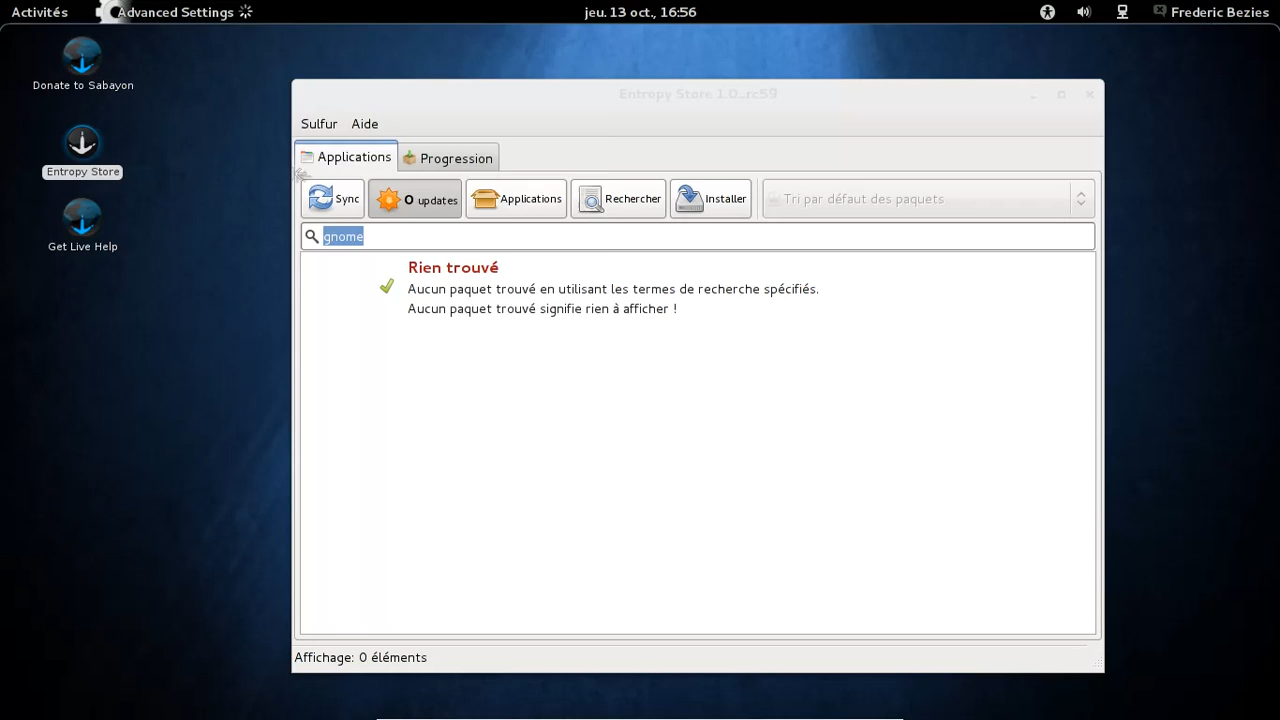 Activités Advanced Settings jeu. 13 oct., 16:56 Frederic Bezies
Donate to Sabayon
Entropy Store
Get Live Help
Entropy Store 1.0_rc59
Sulfur Aide
Applications Progression
Sync 0 updates Applications Rechercher Installer Tri par défaut des paquets
gnome
Rien trouvé
Aucun paquet trouvé en utilisant les termes de recherche spécifiés.
Aucun paquet trouvé signifie rien à afficher !
Affichage: 0 éléments